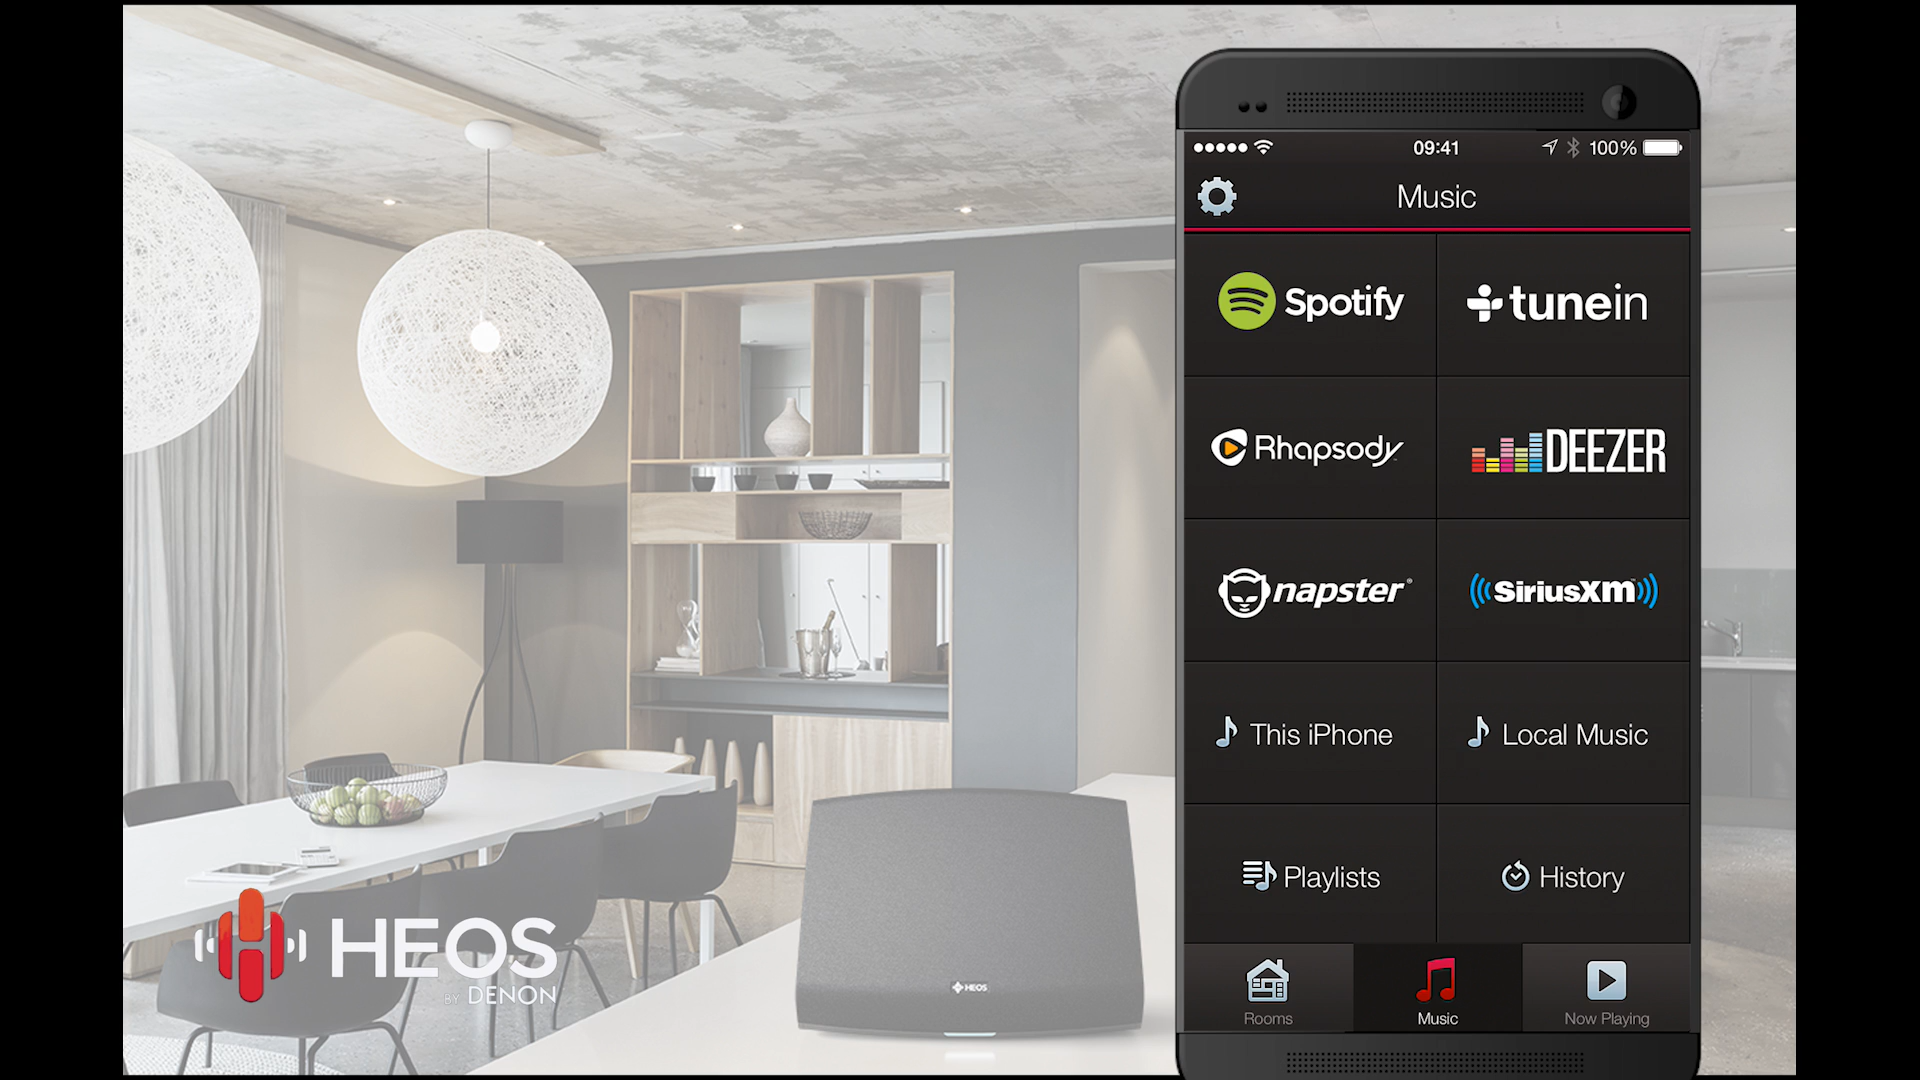 09:41
100%
Music
Spotify
tunein
Rhapsody
DEEZER
napster®
SiriusXM
This iPhone
Local Music
Playlists
History
Rooms
Music
Now Playing
HEOS
BY DENON
HEOS